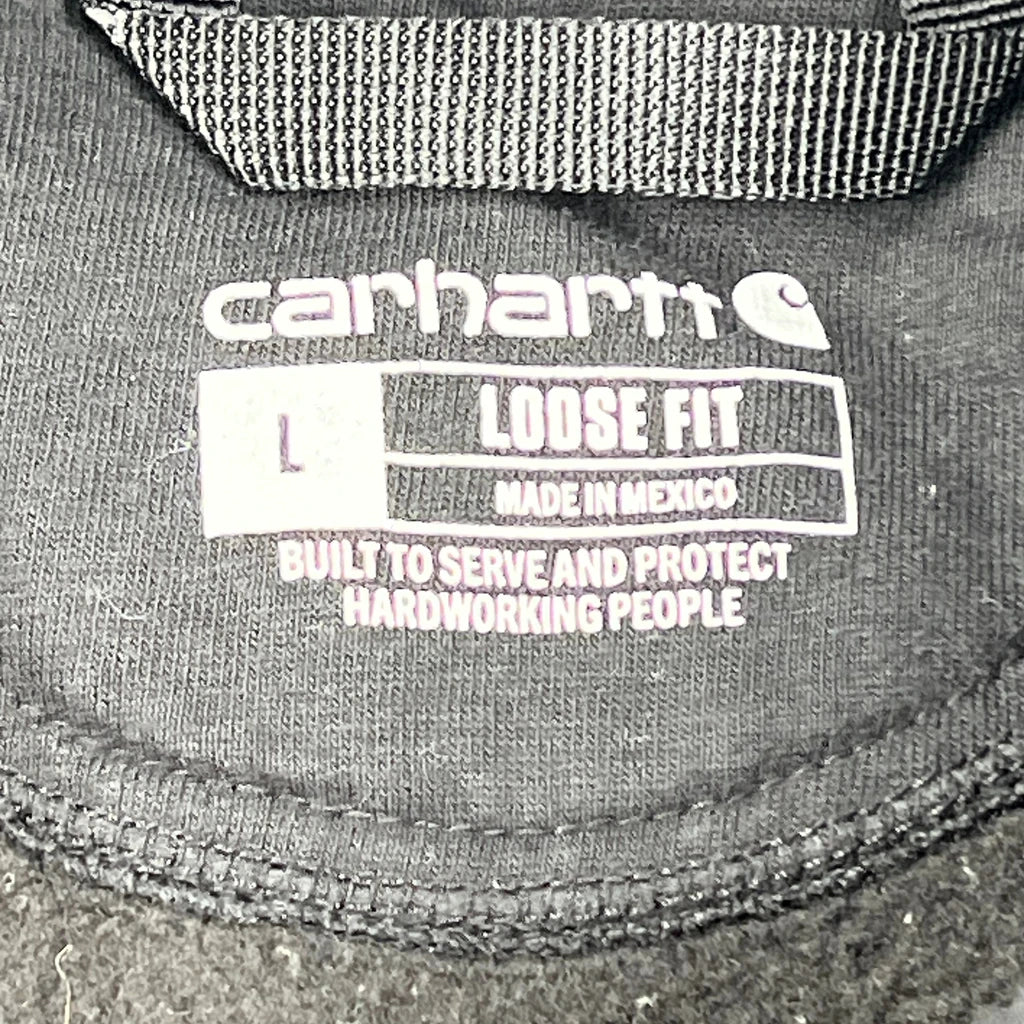 carhartt
L
LOOSE FIT
MADE IN MEXICO
BUILT TO SERVE AND PROTECT
HARDWORKING PEOPLE